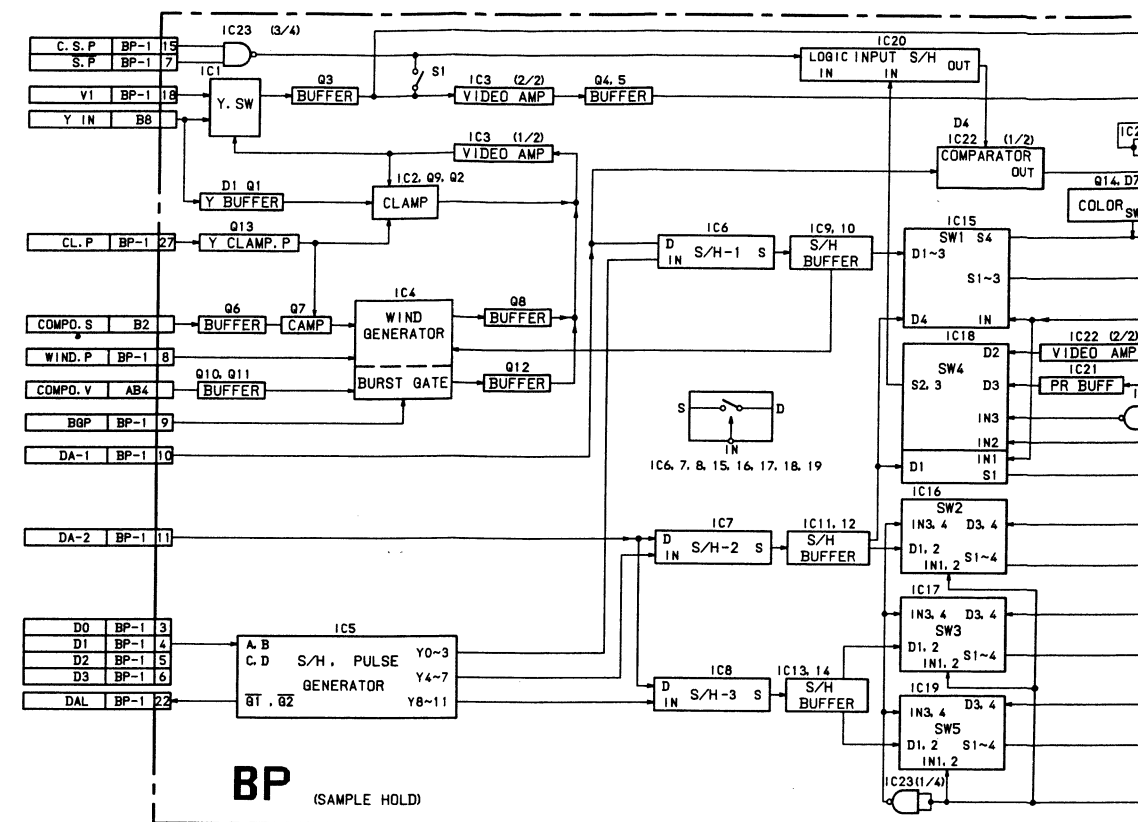 IC23 (3/4)
C.S.P BP-1 15
S.P BP-1 7
IC1
V1 BP-1 18
Y IN B8
Y.SW
Q3
BUFFER
S1
IC3 (2/2)
VIDEO AMP
Q4, 5
BUFFER
IC20
LOGIC INPUT S/H OUT
IN IN
IC3 (1/2)
VIDEO AMP
D4
IC22 (1/2)
COMPARATOR
OUT
Q14, D7
COLOR
D1 Q1
Y BUFFER
IC2, Q9, Q2
CLAMP
CL.P BP-1 27
Q13
Y CLAMP.P
IC6
D
IN S/H-1 S
IC9, 10
S/H
BUFFER
IC15
SW1 S4
D1~3
S1~3
D4 IN
COMPO.S B2
Q6
BUFFER
Q7
CAMP
IC4
WIND
GENERATOR
BURST GATE
Q8
BUFFER
WIND.P BP-1 8
COMPO.V AB4
Q10, Q11
BUFFER
Q12
BUFFER
BGP BP-1 9
DA-1 BP-1 10
IC18
D2
SW4
S2, 3 D3
IN3
IN2
IN1
D1
S1
IC22 (2/2)
VIDEO AMP
IC21
PR BUFF
S D
IN
IC6, 7, 8, 15, 16, 17, 18, 19
DA-2 BP-1 11
IC7
D
IN S/H-2 S
IC11, 12
S/H
BUFFER
IC16
SW2
IN3, 4 D3, 4
D1, 2
IN1, 2 S1~4
IC17
IN3, 4 D3, 4
SW3
D1, 2
IN1, 2 S1~4
D0 BP-1 3
D1 BP-1 4
D2 BP-1 5
D3 BP-1 6
DAL BP-1 22
IC5
A, B
C, D S/H, PULSE
GENERATOR
Q1, Q2
Y0~3
Y4~7
Y8~11
IC8
D
IN S/H-3 S
IC13, 14
S/H
BUFFER
IC19
IN3, 4 D3, 4
SW5
D1, 2 S1~4
IN1, 2
IC23(1/4)
BP (SAMPLE HOLD)